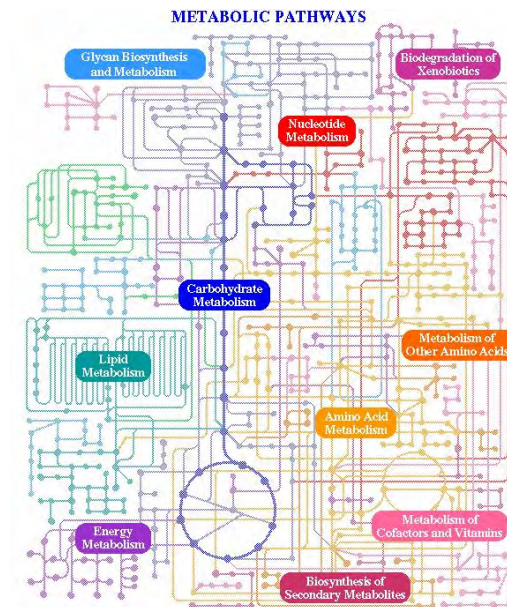 METABOLIC PATHWAYS
Glycan Biosynthesis
and Metabolism
Biodegradation of
Xenobiotics
Nucleotide
Metabolism
Carbohydrate
Metabolism
Lipid
Metabolism
Metabolism of
Other Amino Acids
Amino Acid
Metabolism
Energy
Metabolism
Metabolism of
Cofactors and Vitamins
Biosynthesis of
Secondary Metabolites